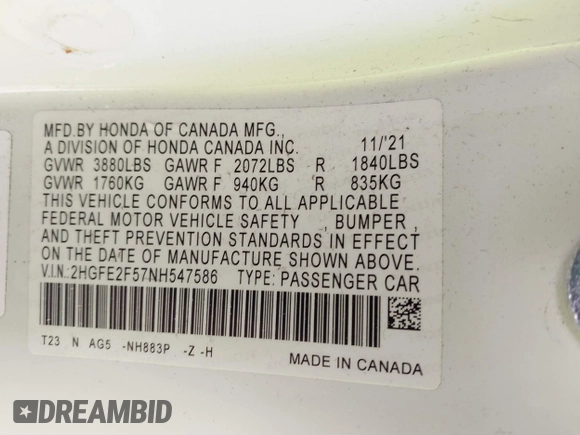 MFD.BY HONDA OF CANADA MFG.,
A DIVISION OF HONDA CANADA INC. 11/'21
GVWR 3880LBS GAWR F 2072LBS R 1840LBS
GVWR 1760KG GAWR F 940KG R 835KG
THIS VEHICLE CONFORMS TO ALL APPLICABLE
FEDERAL MOTOR VEHICLE SAFETY , BUMPER ,
AND THEFT PREVENTION STANDARDS IN EFFECT
ON THE DATE OF MANUFACTURE SHOWN ABOVE.
V.I.N.:2HGFE2F57NH547586 TYPE: PASSENGER CAR
T23 N AG5 -NH883P -Z -H
MADE IN CANADA
DREAMBID